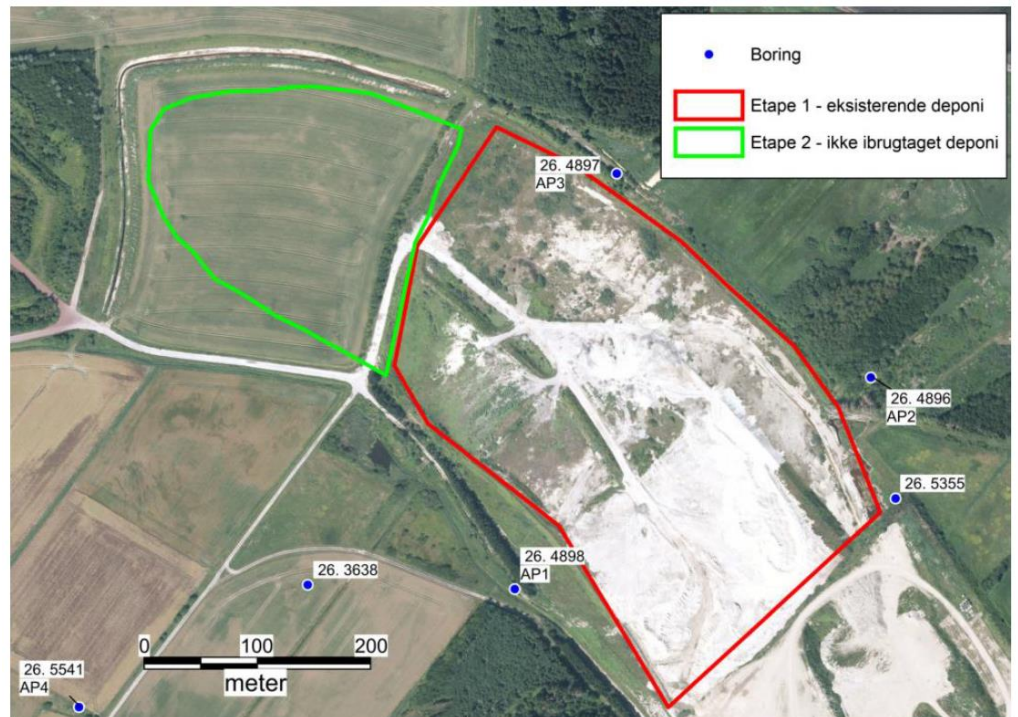 Boring
Etape 1 - eksisterende deponi
Etape 2 - ikke ibrugtaget deponi
26. 4897
AP3
26. 4896
AP2
26. 5355
26. 4898
AP1
26. 3638
0 100 200
meter
26. 5541
AP4